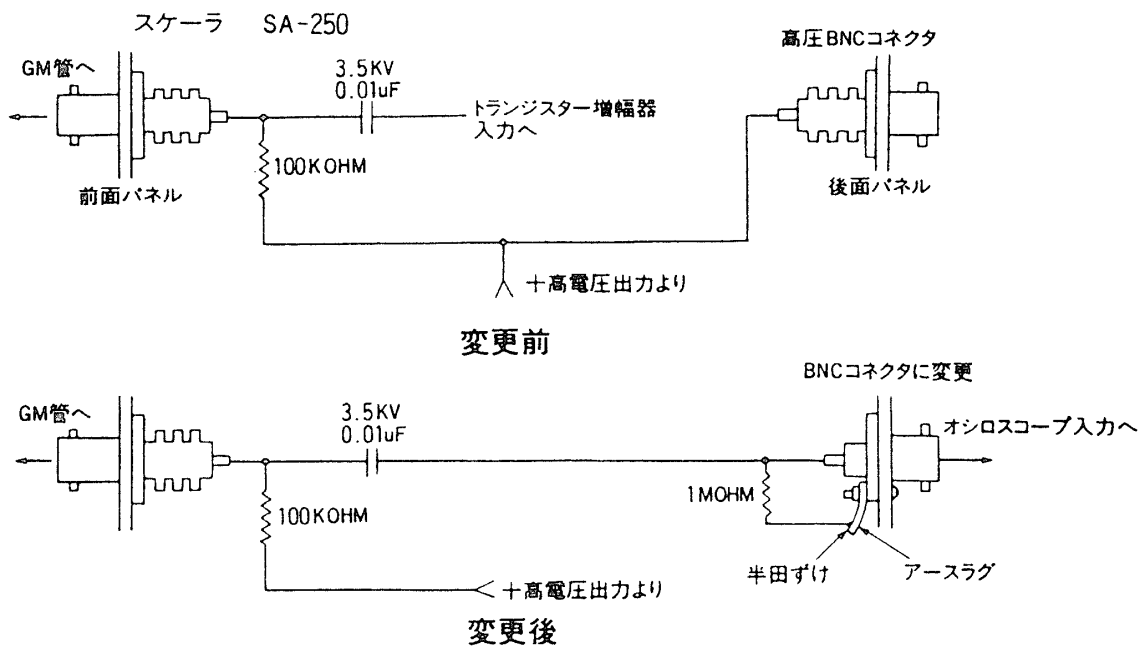 スケーラ SA-250
高圧BNCコネクタ
GM管へ
3.5KV
0.01uF
トランジスター増幅器
入力へ
100KOHM
前面パネル
後面パネル
＋高電圧出力より
変更前
BNCコネクタに変更
GM管へ
3.5KV
0.01uF
オシロスコープ入力へ
1MOHM
100KOHM
半田ずけ
アースラグ
＋高電圧出力より
変更後